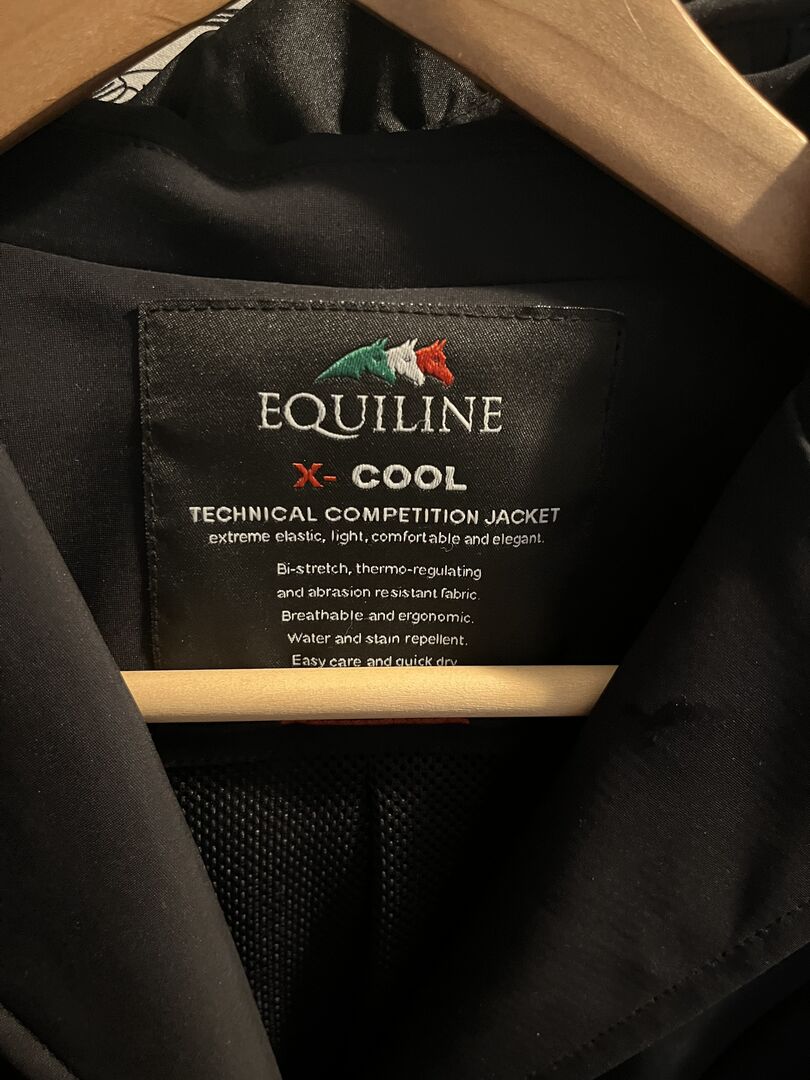 EQUILINE
X- COOL
TECHNICAL COMPETITION JACKET
extreme elastic, light, comfortable and elegant.
Bi-stretch, thermo-regulating
and abrasion resistant fabric.
Breathable and ergonomic.
Water and stain repellent.
Easy care and quick dry